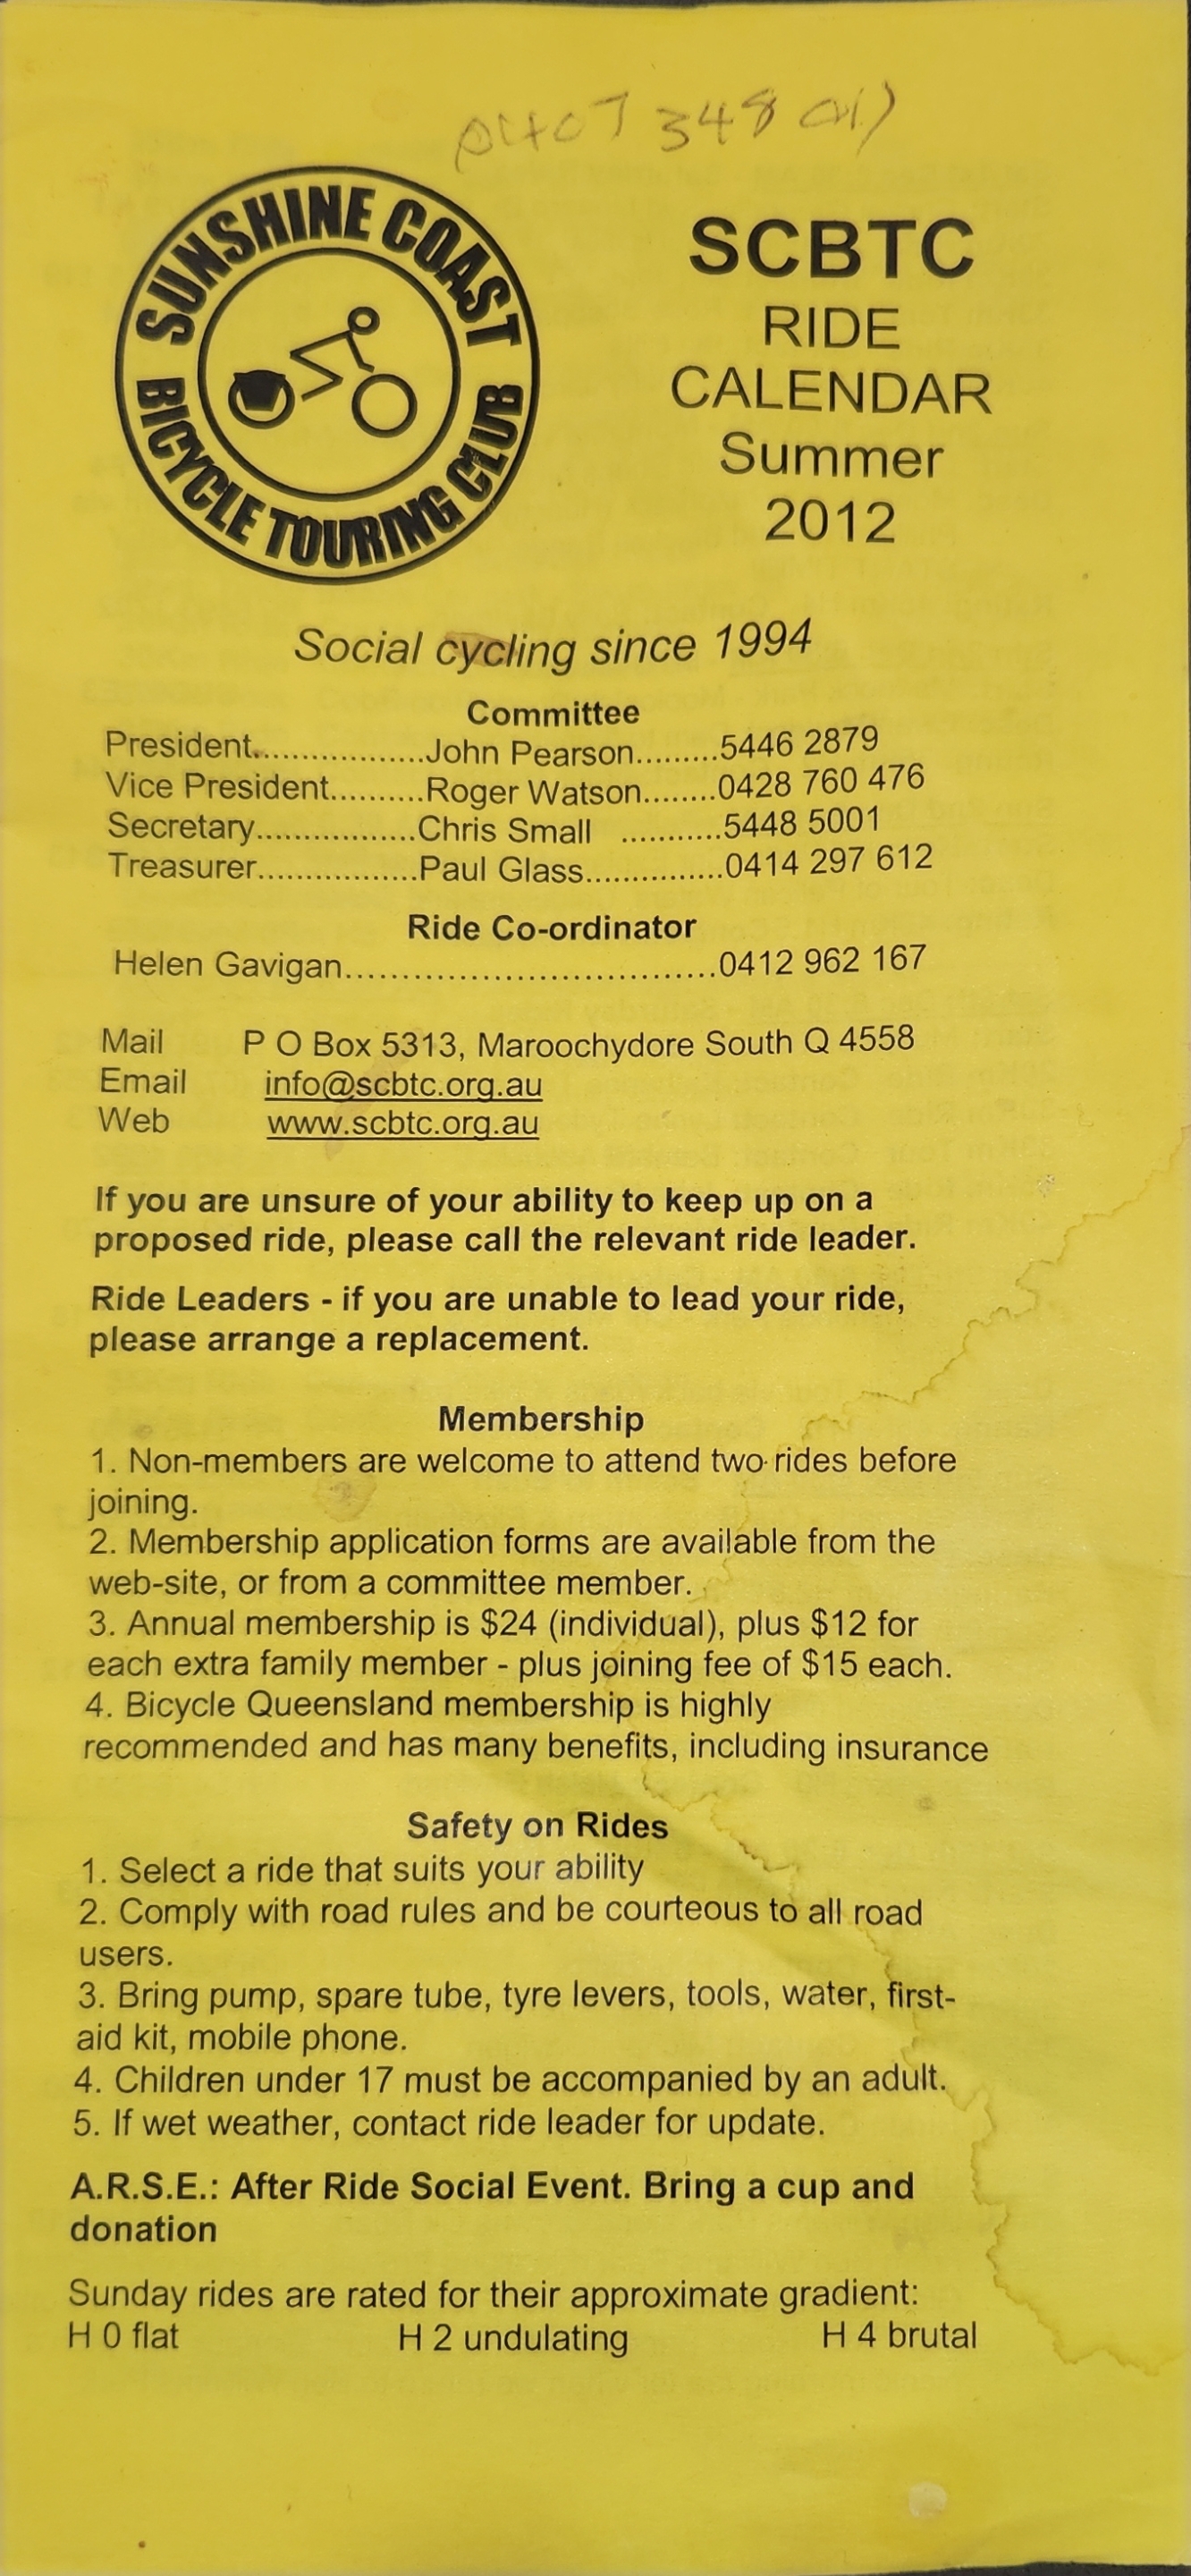 SUNSHINE COAST
BICYCLE TOURING CLUB
SCBTC
RIDE
CALENDAR
Summer
2012
Social cycling since 1994
Committee
President..................John Pearson.........5446 2879
Vice President..........Roger Watson........0428 760 476
Secretary.................Chris Small ...........5448 5001
Treasurer.................Paul Glass...............0414 297 612
Ride Co-ordinator
Helen Gavigan.................................0412 962 167
Mail P O Box 5313, Maroochydore South Q 4558
Email info@scbtc.org.au
Web www.scbtc.org.au
If you are unsure of your ability to keep up on a
proposed ride, please call the relevant ride leader.
Ride Leaders - if you are unable to lead your ride,
please arrange a replacement.
Membership
1. Non-members are welcome to attend two rides before
joining.
2. Membership application forms are available from the
web-site, or from a committee member.
3. Annual membership is $24 (individual), plus $12 for
each extra family member - plus joining fee of $15 each.
4. Bicycle Queensland membership is highly
recommended and has many benefits, including insurance
Safety on Rides
1. Select a ride that suits your ability
2. Comply with road rules and be courteous to all road
users.
3. Bring pump, spare tube, tyre levers, tools, water, first-
aid kit, mobile phone.
4. Children under 17 must be accompanied by an adult.
5. If wet weather, contact ride leader for update.
A.R.S.E.: After Ride Social Event. Bring a cup and
donation
Sunday rides are rated for their approximate gradient:
H 0 flat H 2 undulating H 4 brutal